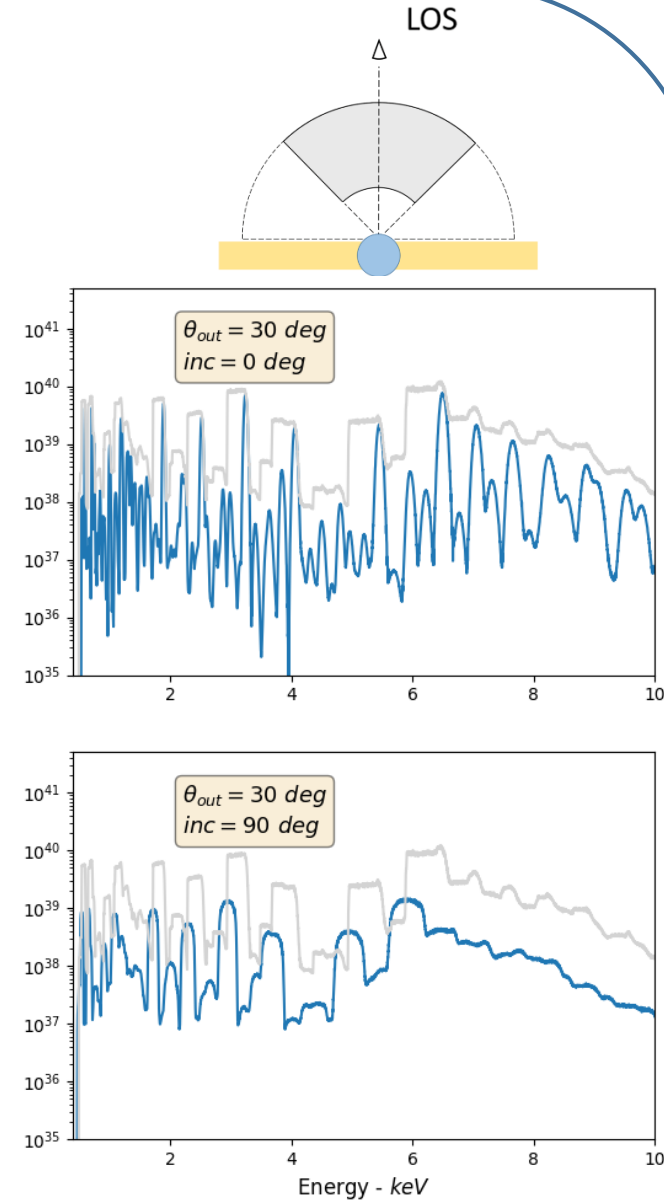 LOS
θ_out = 30 deg
inc = 0 deg
10^41
10^40
10^39
10^38
10^37
10^36
10^35
2 4 6 8 10
θ_out = 30 deg
inc = 90 deg
10^41
10^40
10^39
10^38
10^37
10^36
10^35
2 4 6 8 10
Energy - keV